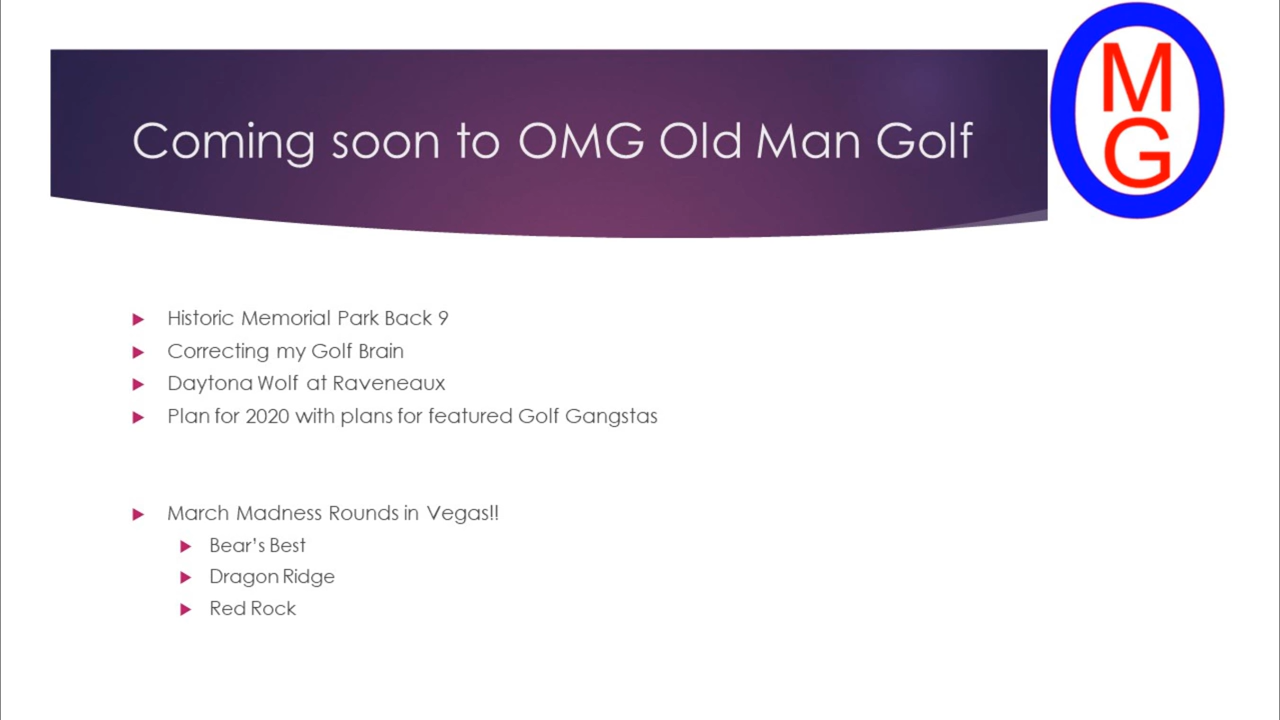 Coming soon to OMG Old Man Golf
M
G
Historic Memorial Park Back 9
Correcting my Golf Brain
Daytona Wolf at Raveneaux
Plan for 2020 with plans for featured Golf Gangstas
March Madness Rounds in Vegas!!
Bear’s Best
Dragon Ridge
Red Rock